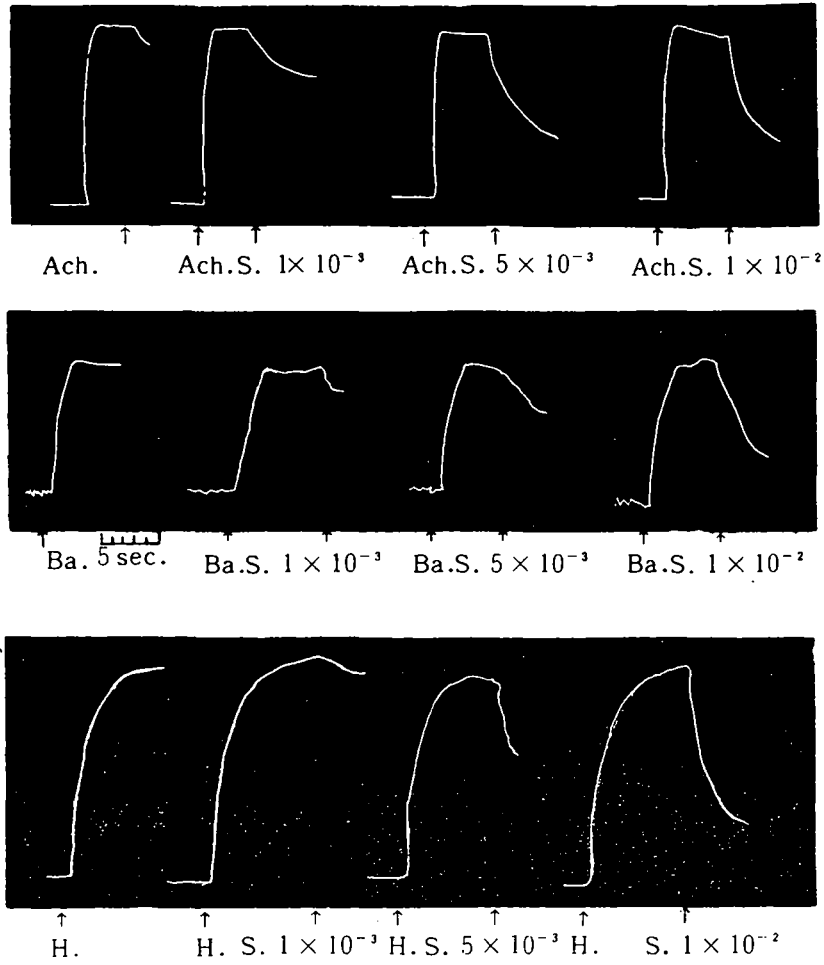 Ach. Ach.S. 1 × 10⁻³ Ach.S. 5 × 10⁻³ Ach.S. 1 × 10⁻²
Ba. 5 sec. Ba.S. 1 × 10⁻³ Ba.S. 5 × 10⁻³ Ba.S. 1 × 10⁻²
H. H. S. 1 × 10⁻³ H. S. 5 × 10⁻³ H. S. 1 × 10⁻²